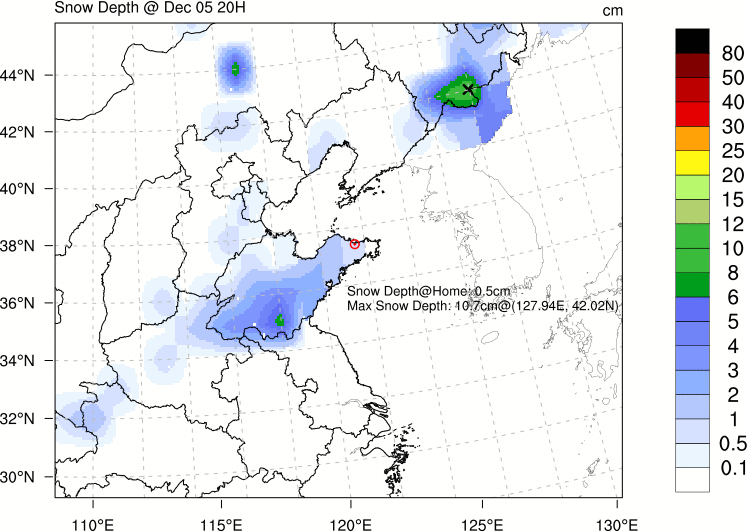 Snow Depth @ Dec 05 20H
cm
44°N
42°N
40°N
38°N
36°N
34°N
32°N
30°N
Snow Depth@Home: 0.5cm
Max Snow Depth: 10.7cm@(127.94E, 42.02N)
110°E
115°E
120°E
125°E
130°E
80
50
40
30
25
20
15
12
10
8
6
5
4
3
2
1
0.5
0.1